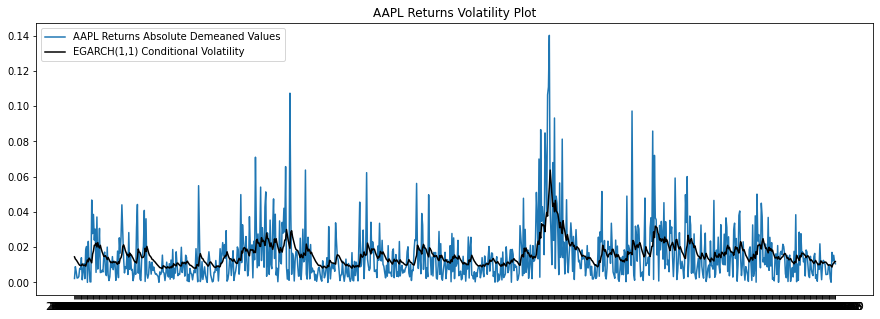 AAPL Returns Volatility Plot
AAPL Returns Absolute Demeaned Values
EGARCH(1,1) Conditional Volatility
0.14
0.12
0.10
0.08
0.06
0.04
0.02
0.00